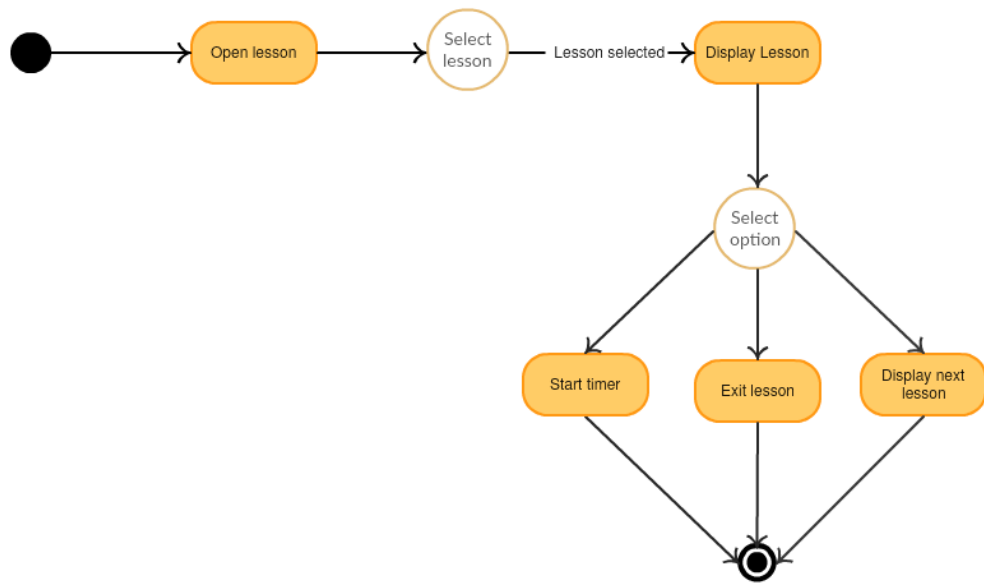 Open lesson
Select
lesson
Lesson selected
Display Lesson
Select
option
Start timer
Exit lesson
Display next
lesson